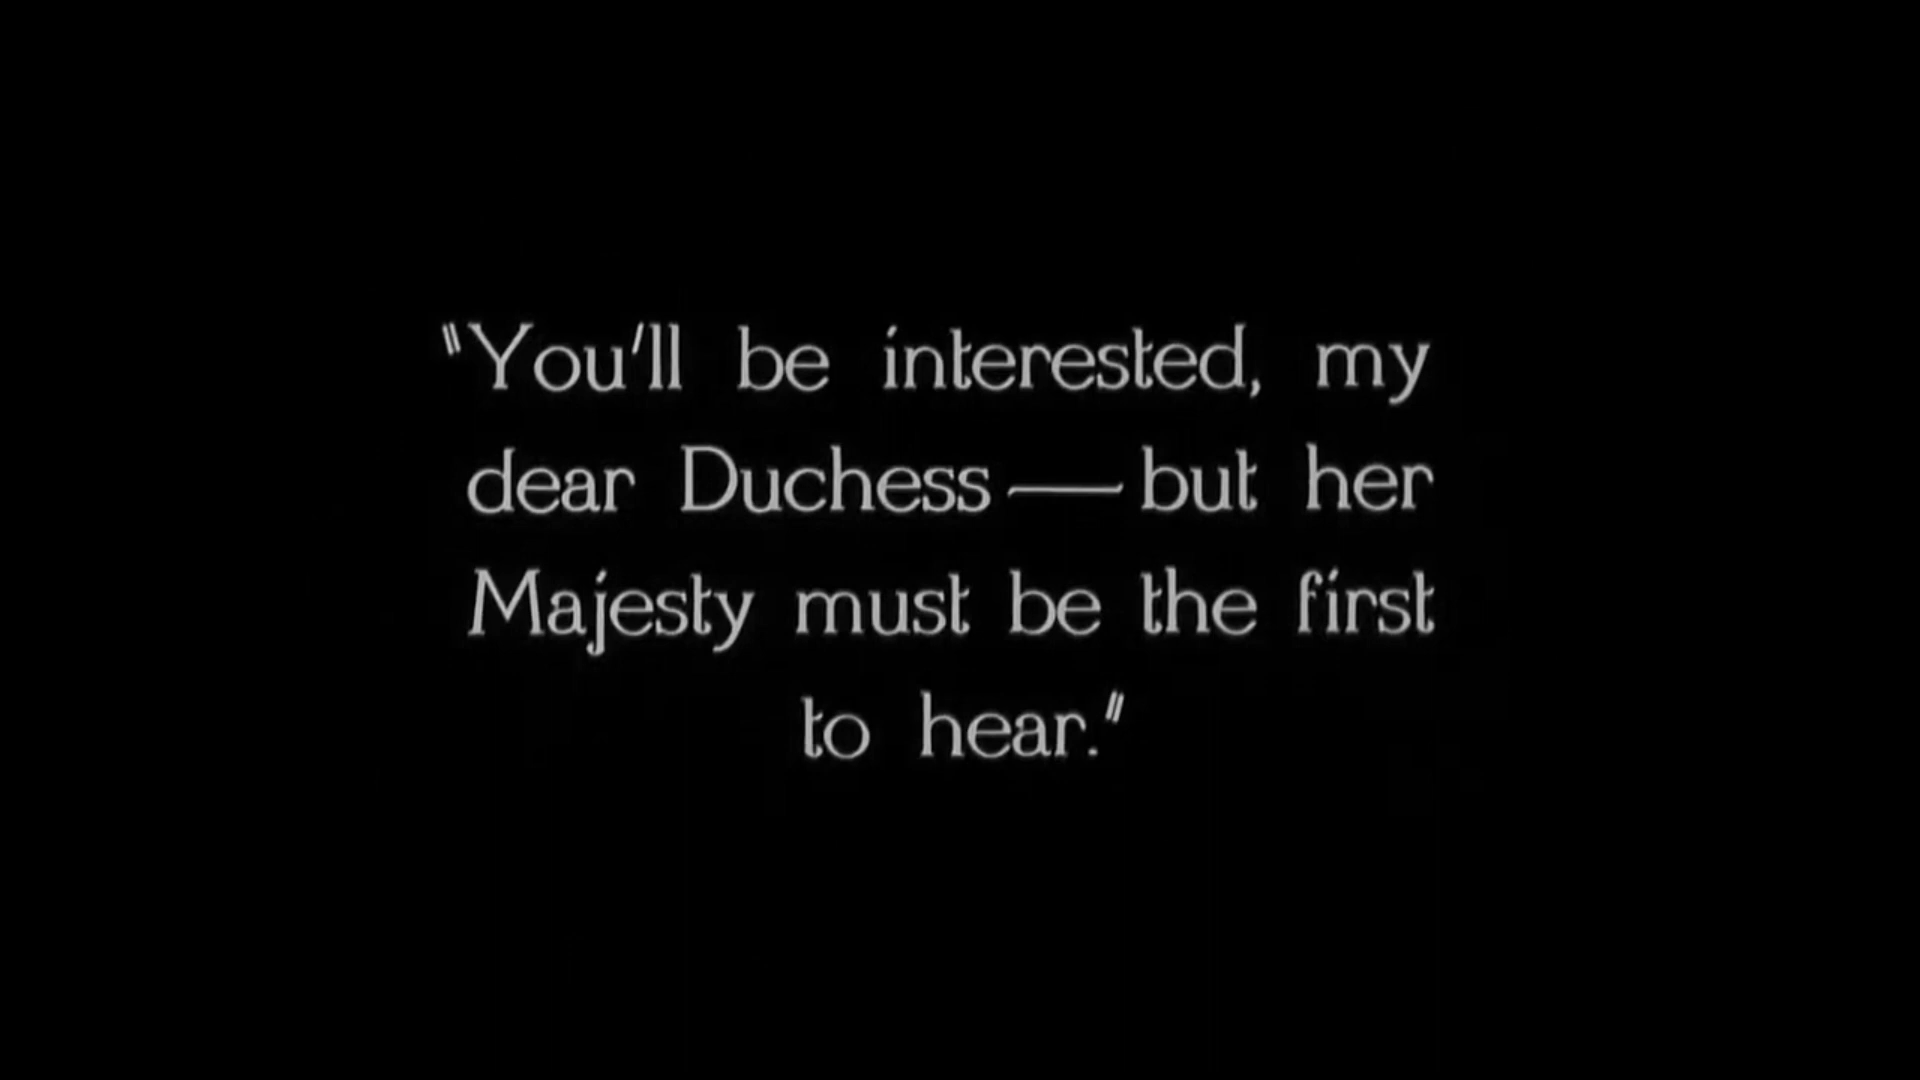 "You'll be interested, my
dear Duchess—but her
Majesty must be the first
to hear."